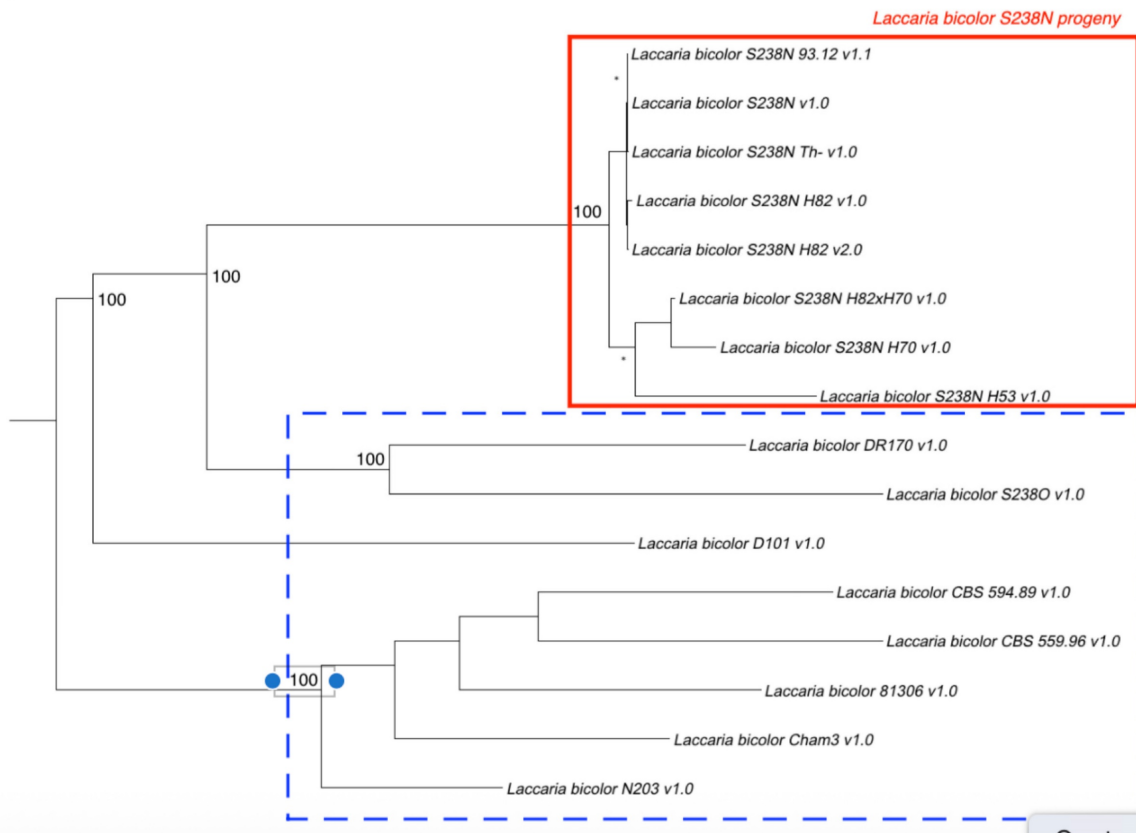 Laccaria bicolor S238N progeny
Laccaria bicolor S238N 93.12 v1.1
*
Laccaria bicolor S238N v1.0
Laccaria bicolor S238N Th- v1.0
Laccaria bicolor S238N H82 v1.0
100
Laccaria bicolor S238N H82 v2.0
100
100
Laccaria bicolor S238N H82xH70 v1.0
Laccaria bicolor S238N H70 v1.0
*
Laccaria bicolor S238N H53 v1.0
Laccaria bicolor DR170 v1.0
100
Laccaria bicolor S238O v1.0
Laccaria bicolor D101 v1.0
Laccaria bicolor CBS 594.89 v1.0
Laccaria bicolor CBS 559.96 v1.0
100
Laccaria bicolor 81306 v1.0
Laccaria bicolor Cham3 v1.0
Laccaria bicolor N203 v1.0